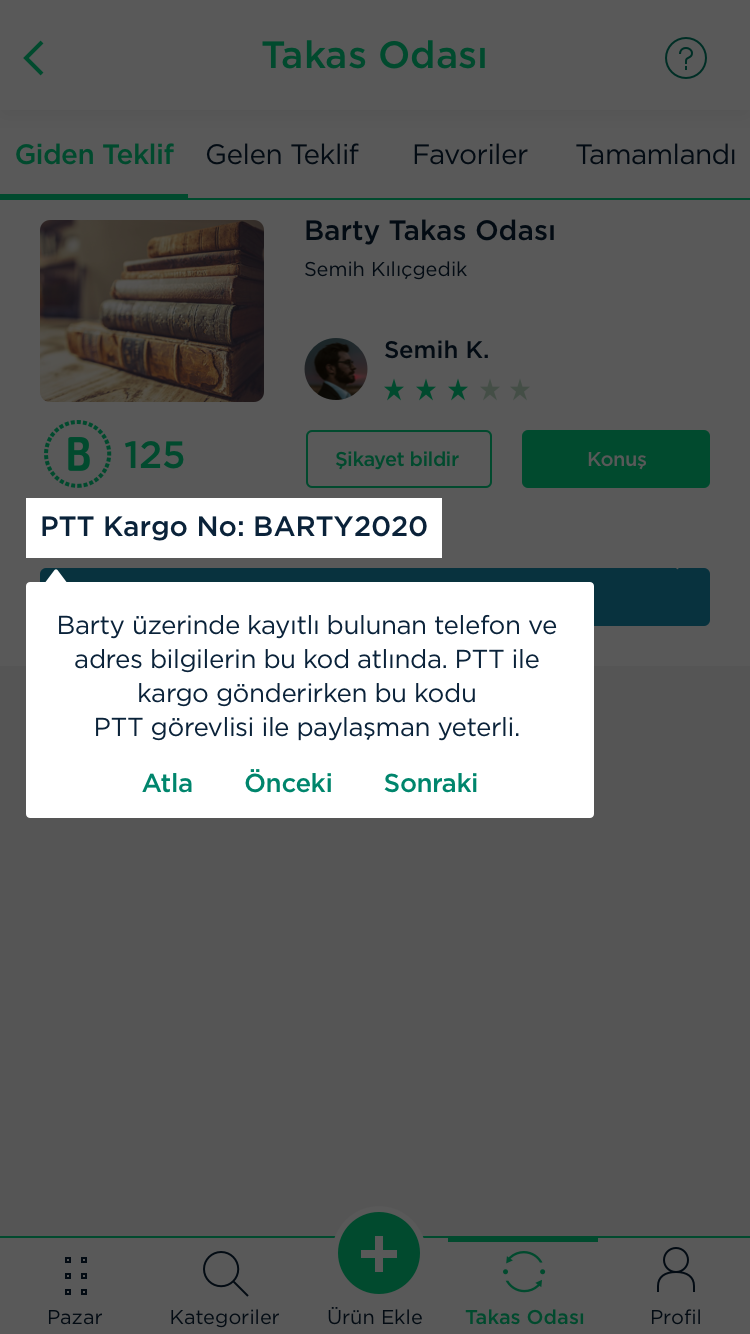 Takas Odası
?
Giden Teklif Gelen Teklif Favoriler Tamamlandı
Barty Takas Odası
Semih Kılıçgedik
Semih K.
B 125
Şikayet bildir Konuş
PTT Kargo No: BARTY2020
Barty üzerinde kayıtlı bulunan telefon ve
adres bilgilerin bu kod atlında. PTT ile
kargo gönderirken bu kodu
PTT görevlisi ile paylaşman yeterli.
Atla Önceki Sonraki
Pazar Kategoriler Ürün Ekle Takas Odası Profil